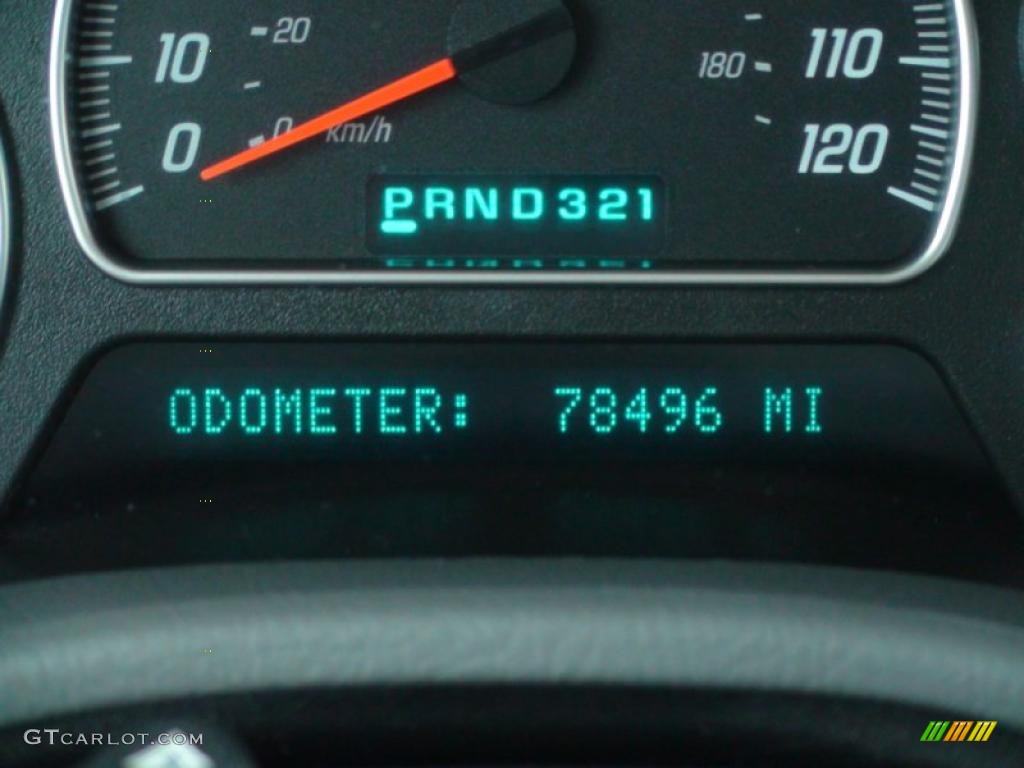 10 20 180 110
0 0 km/h 120
PRND321
ODOMETER: 78496 MI
GTCARLOT.COM